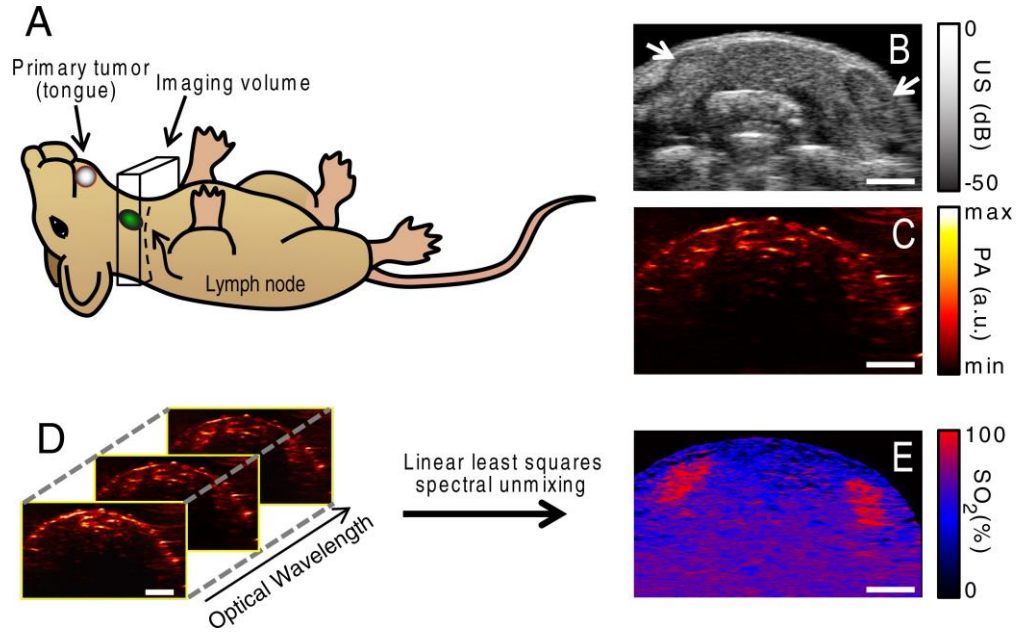 A
Primary tumor
(tongue)
Imaging volume
Lymph node
B
0
US (dB)
-50
C
max
PA (a.u.)
min
D
Optical Wavelength
Linear least squares
spectral unmixing
E
100
SO2(%)
0